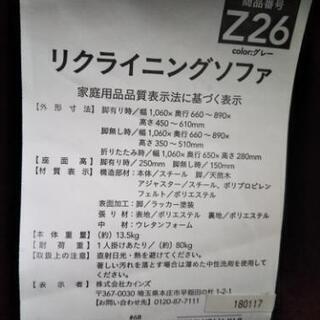 商品番号
Z26
color:グレー
リクライニングソファ
家庭用品品質表示法に基づく表示
【外形寸法】脚有り時／幅1,060×奥行660～890×
高さ450～610mm
脚無し時／幅1,060×奥行660～890×
高さ350～510mm
折りたたみ時／幅1,060×奥行650×高さ280mm
【座面高】脚有り時／250mm 脚無し時／150mm
【材質表示】構造部材：本体／スチール 脚／天然木
アジャスター／スチール、ポリプロピレン
フェルト／ポリエステル
表面加工：脚／ラッカー塗装
張り材：表地／ポリエステル 裏地／ポリエステル
中材：ウレタンフォーム
【本体重量】(約)13.5kg
【耐荷重】1人掛けあたり／(約)80kg
【取扱上の注意】直射日光・熱を避けてください。
著しい汚れを落とす場合は薄めた中性洗剤を使用して
ください。
【表示者】株式会社カインズ
〒367-0030 埼玉県本庄市早稲田の杜1-2-1
お問い合わせ先／0120-87-7111
180117